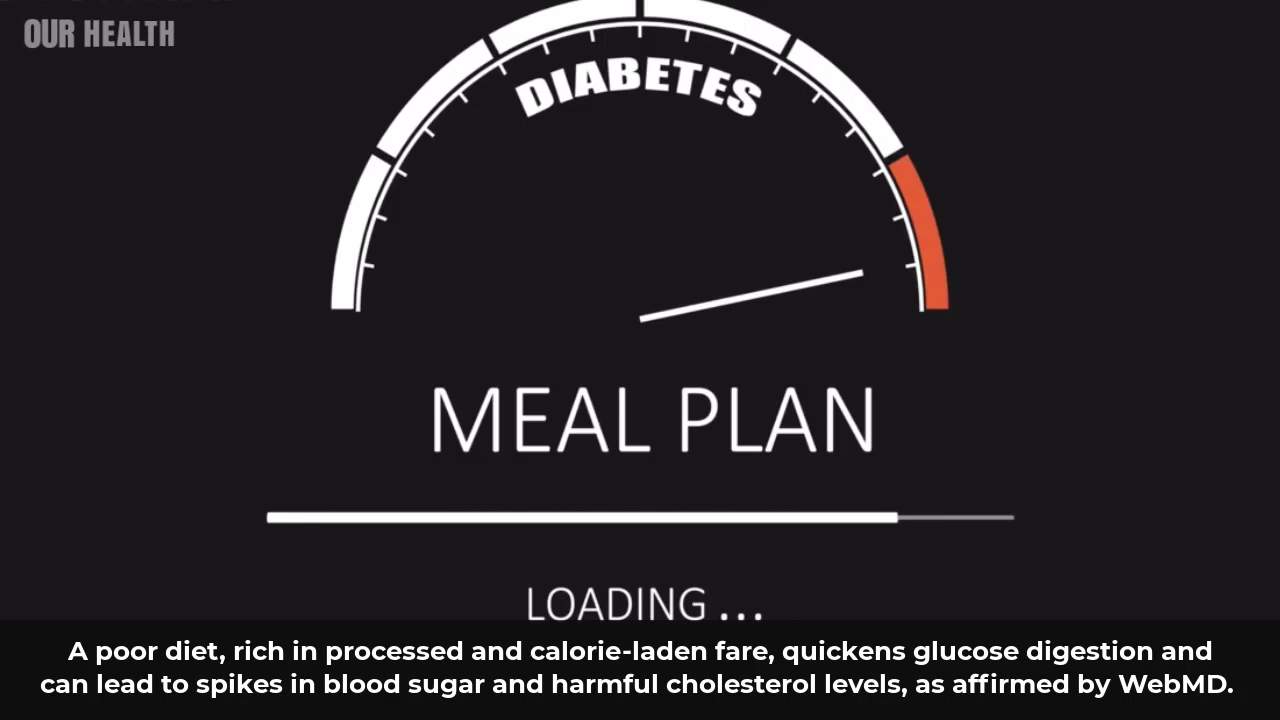 OUR HEALTH
DIABETES
MEAL PLAN
LOADING ...
A poor diet, rich in processed and calorie-laden fare, quickens glucose digestion and
can lead to spikes in blood sugar and harmful cholesterol levels, as affirmed by WebMD.